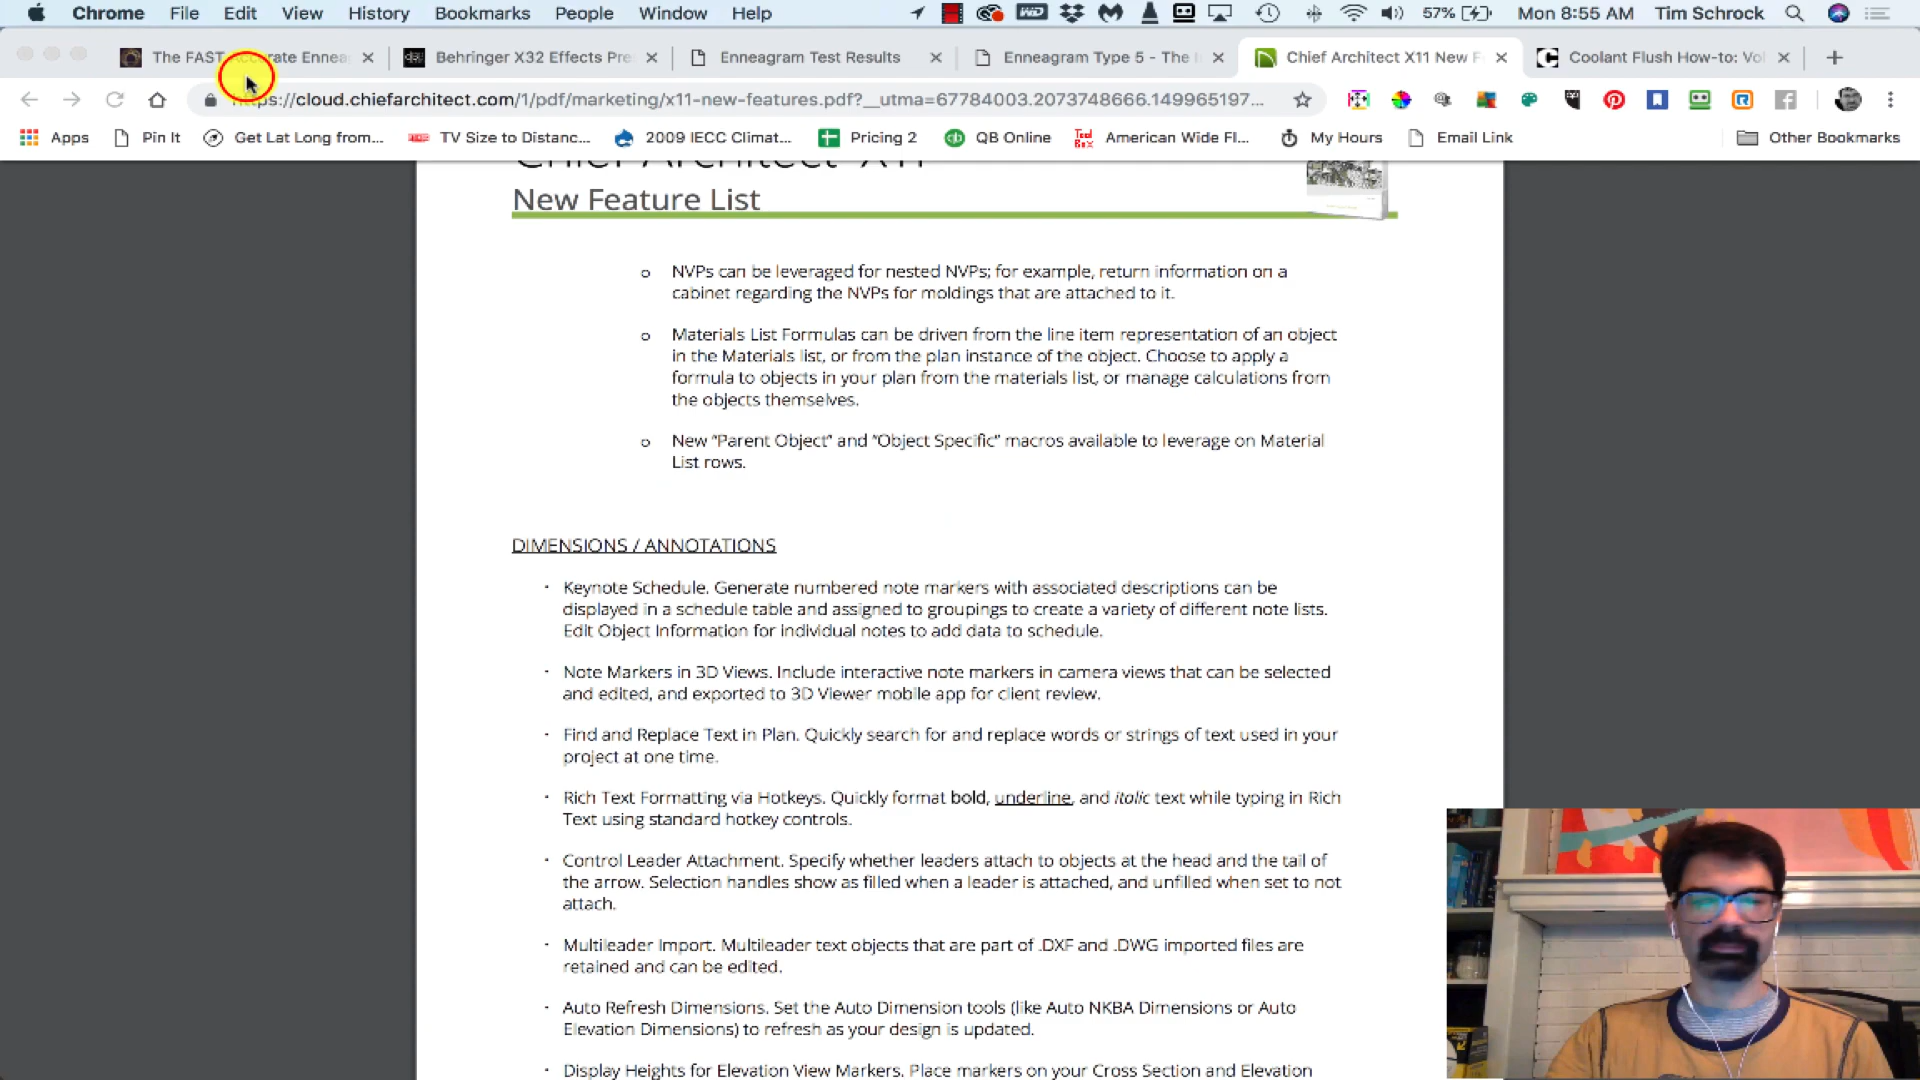 Chrome File Edit View History Bookmarks People Window Help 57% Mon 8:55 AM Tim Schrock
The FAST, Accurate Ennea Behringer X32 Effects Pre Enneagram Test Results Enneagram Type 5 - The I Chief Architect X11 New F Coolant Flush How-to: Vol
https://cloud.chiefarchitect.com/1/pdf/marketing/x11-new-features.pdf?__utma=67784003.2073748666.149965197...
Apps Pin It Get Lat Long from... TV Size to Distanc... 2009 IECC Climat... Pricing 2 QB Online American Wide Fl... My Hours Email Link Other Bookmarks
Chief Architect X11
New Feature List
o NVPs can be leveraged for nested NVPs; for example, return information on a
cabinet regarding the NVPs for moldings that are attached to it.
o Materials List Formulas can be driven from the line item representation of an object
in the Materials list, or from the plan instance of the object. Choose to apply a
formula to objects in your plan from the materials list, or manage calculations from
the objects themselves.
o New “Parent Object” and “Object Specific” macros available to leverage on Material
List rows.
DIMENSIONS / ANNOTATIONS
· Keynote Schedule. Generate numbered note markers with associated descriptions can be
displayed in a schedule table and assigned to groupings to create a variety of different note lists.
Edit Object Information for individual notes to add data to schedule.
· Note Markers in 3D Views. Include interactive note markers in camera views that can be selected
and edited, and exported to 3D Viewer mobile app for client review.
· Find and Replace Text in Plan. Quickly search for and replace words or strings of text used in your
project at one time.
· Rich Text Formatting via Hotkeys. Quickly format bold, underline, and italic text while typing in Rich
Text using standard hotkey controls.
· Control Leader Attachment. Specify whether leaders attach to objects at the head and the tail of
the arrow. Selection handles show as filled when a leader is attached, and unfilled when set to not
attach.
· Multileader Import. Multileader text objects that are part of .DXF and .DWG imported files are
retained and can be edited.
· Auto Refresh Dimensions. Set the Auto Dimension tools (like Auto NKBA Dimensions or Auto
Elevation Dimensions) to refresh as your design is updated.
· Display Heights for Elevation View Markers. Place markers on your Cross Section and Elevation